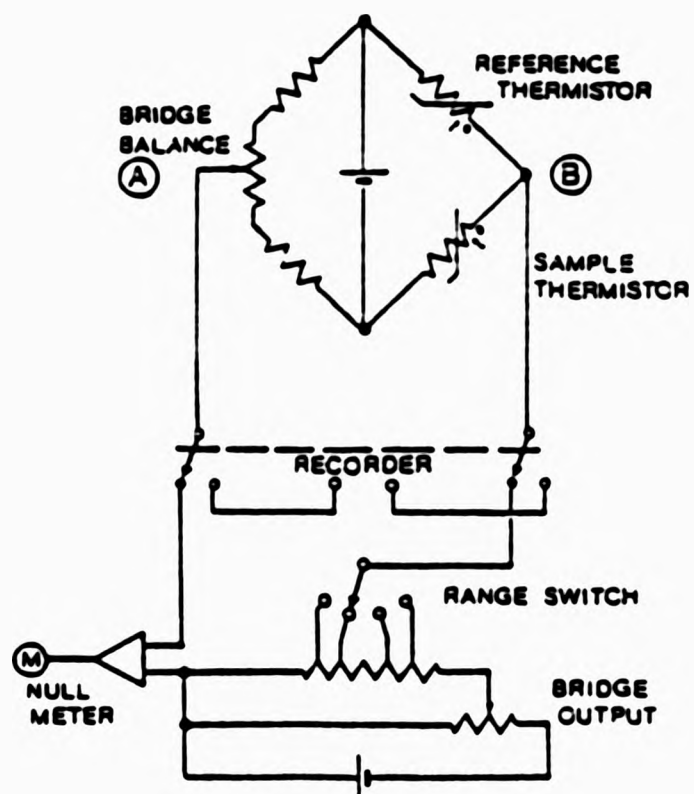 REFERENCE
THERMISTOR
BRIDGE
BALANCE
A
B
SAMPLE
THERMISTOR
RECORDER
RANGE SWITCH
M
NULL
METER
BRIDGE
OUTPUT